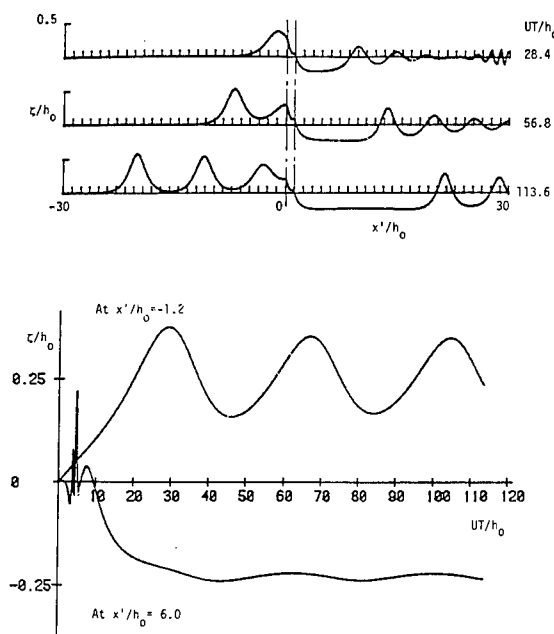 0.5
UT/h₀
28.4
ζ/h₀
56.8
113.6
-30 0 30
x'/h₀
At x'/h₀=-1.2
ζ/h₀
0.25
0
10 20 30 40 50 60 70 80 90 100 110 120
UT/h₀
-0.25
At x'/h₀= 6.0